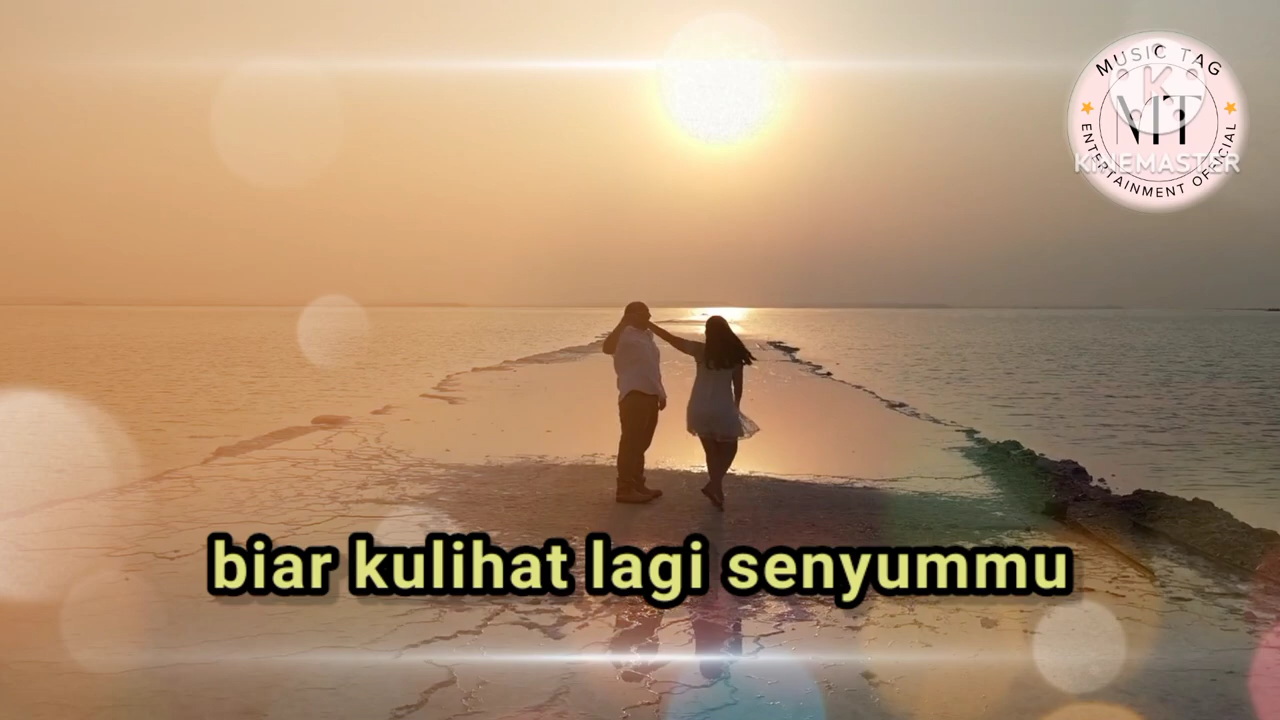 MUSIC TAG
K
MT
KINEMASTER
ENTERTAINMENT OFFICIAL
biar kulihat lagi senyummu